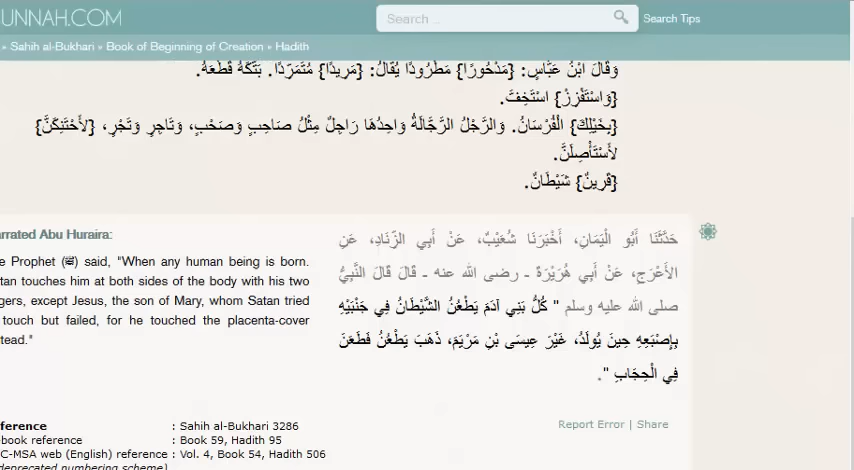 UNNAH.COM
Search ...
Search Tips
» Sahih al-Bukhari » Book of Beginning of Creation » Hadith
وَقَالَ ابْنُ عَبَّاسٍ: {مَدْحُورًا} مَطْرُودًا يُقَالُ: {مَرِيدًا} مُتَمَرِّدًا. بَتَّكَهُ قَطَّعَهُ.
{وَاسْتَفْزِزْ} اسْتَخِفَّ.
{بِخَيْلِكَ} الْفُرْسَانُ. وَالرَّجْلُ الرَّجَّالَةُ وَاحِدُهَا رَاجِلٌ مِثْلُ صَاحِبٍ وَصَحْبٍ، وَتَاجِرٍ وَتَجْرٍ، {لأَحْتَنِكَنَّ}
لأَسْتَأْصِلَنَّ.
{قَرِينٌ} شَيْطَانٌ.
arrated Abu Huraira:
e Prophet (ﷺ) said, "When any human being is born.
tan touches him at both sides of the body with his two
gers, except Jesus, the son of Mary, whom Satan tried
touch but failed, for he touched the placenta-cover
tead."
حَدَّثَنَا أَبُو الْيَمَانِ، أَخْبَرَنَا شُعَيْبٌ، عَنْ أَبِي الزِّنَادِ، عَنِ
الأَعْرَجِ، عَنْ أَبِي هُرَيْرَةَ ـ رضى الله عنه ـ قَالَ قَالَ النَّبِيُّ
صلى الله عليه وسلم " كُلُّ بَنِي آدَمَ يَطْعُنُ الشَّيْطَانُ فِي جَنْبَيْهِ
بِإِصْبَعِهِ حِينَ يُولَدُ، غَيْرَ عِيسَى بْنِ مَرْيَمَ، ذَهَبَ يَطْعُنُ فَطَعَنَ
فِي الْحِجَابِ ".
ference : Sahih al-Bukhari 3286
-book reference : Book 59, Hadith 95
C-MSA web (English) reference : Vol. 4, Book 54, Hadith 506
deprecated numbering scheme)
Report Error | Share